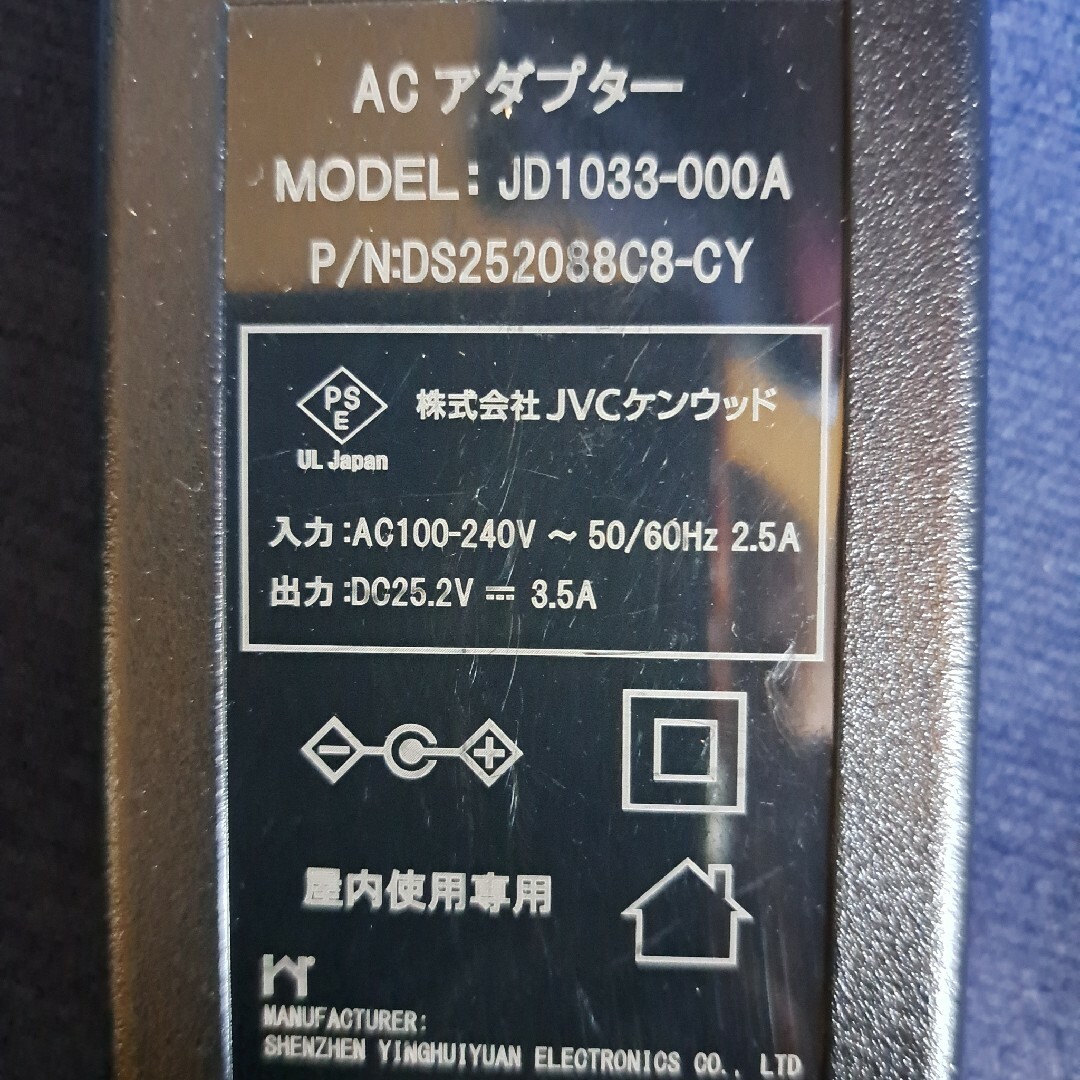 AC アダプター
MODEL: JD1033-000A
P/N:DS252088C8-CY
PSE
UL Japan
株式会社 JVCケンウッド
入力:AC100-240V ～ 50/60Hz 2.5A
出力:DC25.2V ⎓ 3.5A
屋内使用専用
MANUFACTURER:
SHENZHEN YINGHUIYUAN ELECTRONICS CO., LTD